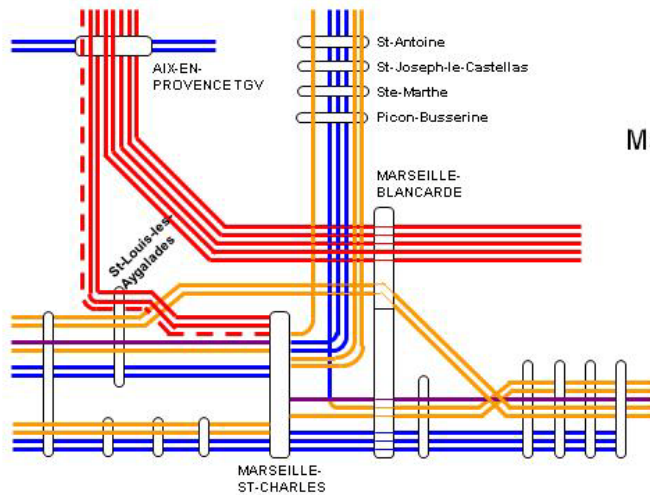 St-Antoine
St-Joseph-le-Castellas
Ste-Marthe
Picon-Busserine
AIX-EN-
PROVENCE TGV
M
MARSEILLE-
BLANCARDE
St-Louis-les-
Aygalades
MARSEILLE-
ST-CHARLES